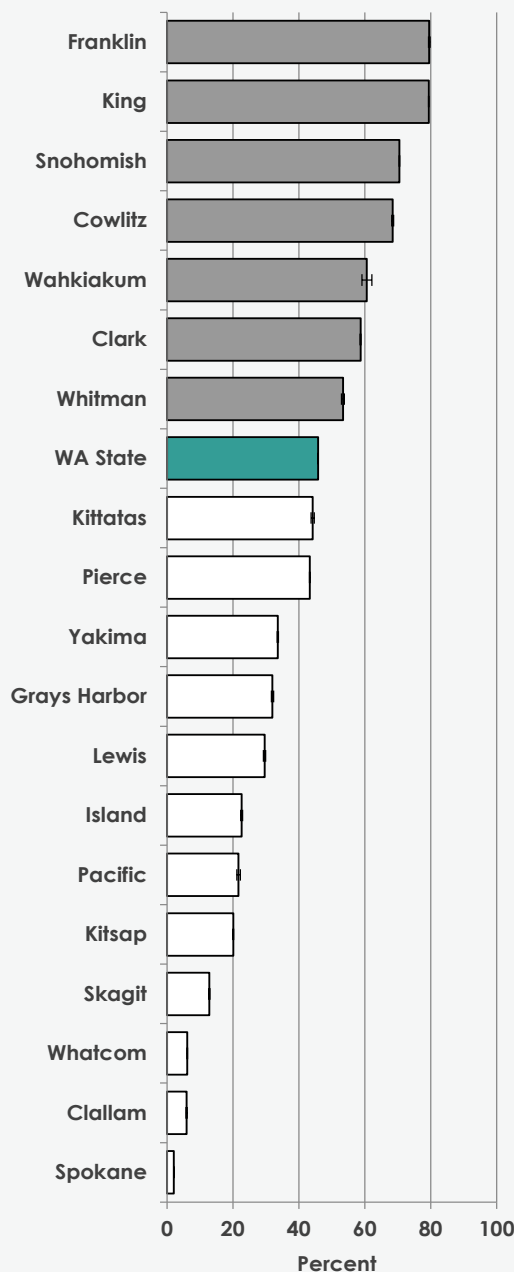 Franklin
King
Snohomish
Cowlitz
Wahkiakum
Clark
Whitman
WA State
Kittatas
Pierce
Yakima
Grays Harbor
Lewis
Island
Pacific
Kitsap
Skagit
Whatcom
Clallam
Spokane
0 20 40 60 80 100
Percent